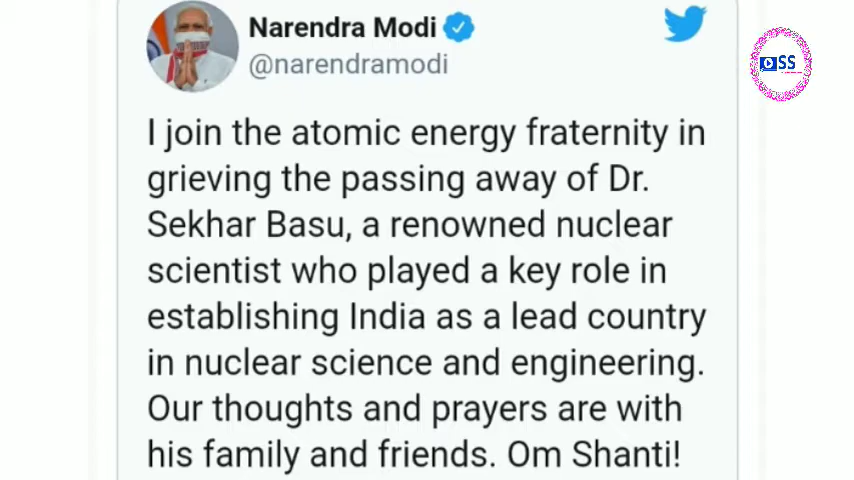 Narendra Modi
@narendramodi
SS
I join the atomic energy fraternity in
grieving the passing away of Dr.
Sekhar Basu, a renowned nuclear
scientist who played a key role in
establishing India as a lead country
in nuclear science and engineering.
Our thoughts and prayers are with
his family and friends. Om Shanti!